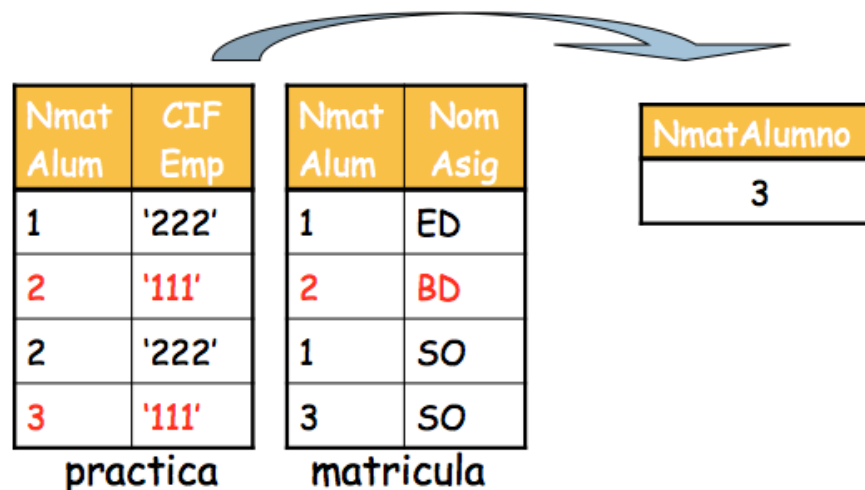 Nmat CIF
Alum Emp
1 '222'
2 '111'
2 '222'
3 '111'
practica
Nmat Nom
Alum Asig
1 ED
2 BD
1 SO
3 SO
matricula
NmatAlumno
3